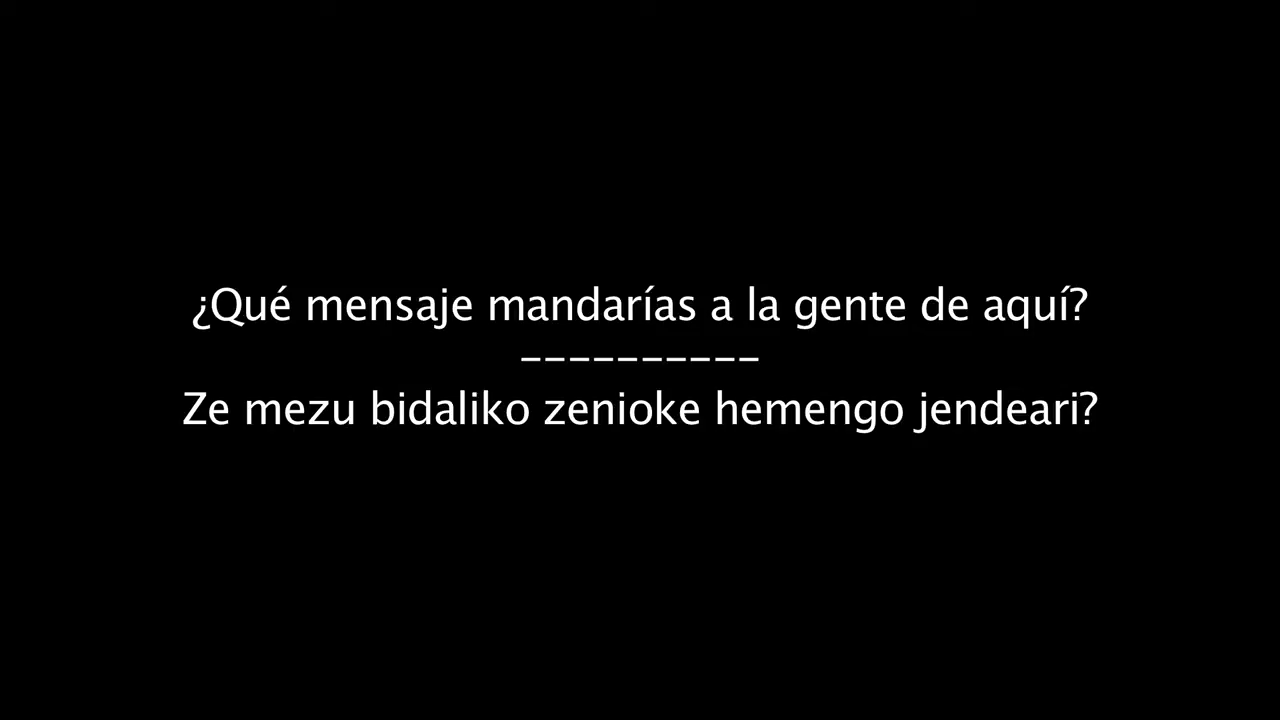 ¿Qué mensaje mandarías a la gente de aquí?
----------
Ze mezu bidaliko zenioke hemengo jendeari?